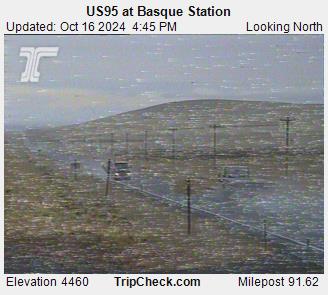 US95 at Basque Station
Updated: Oct 16 2024 4:45 PM Looking North
Elevation 4460 TripCheck.com Milepost 91.62